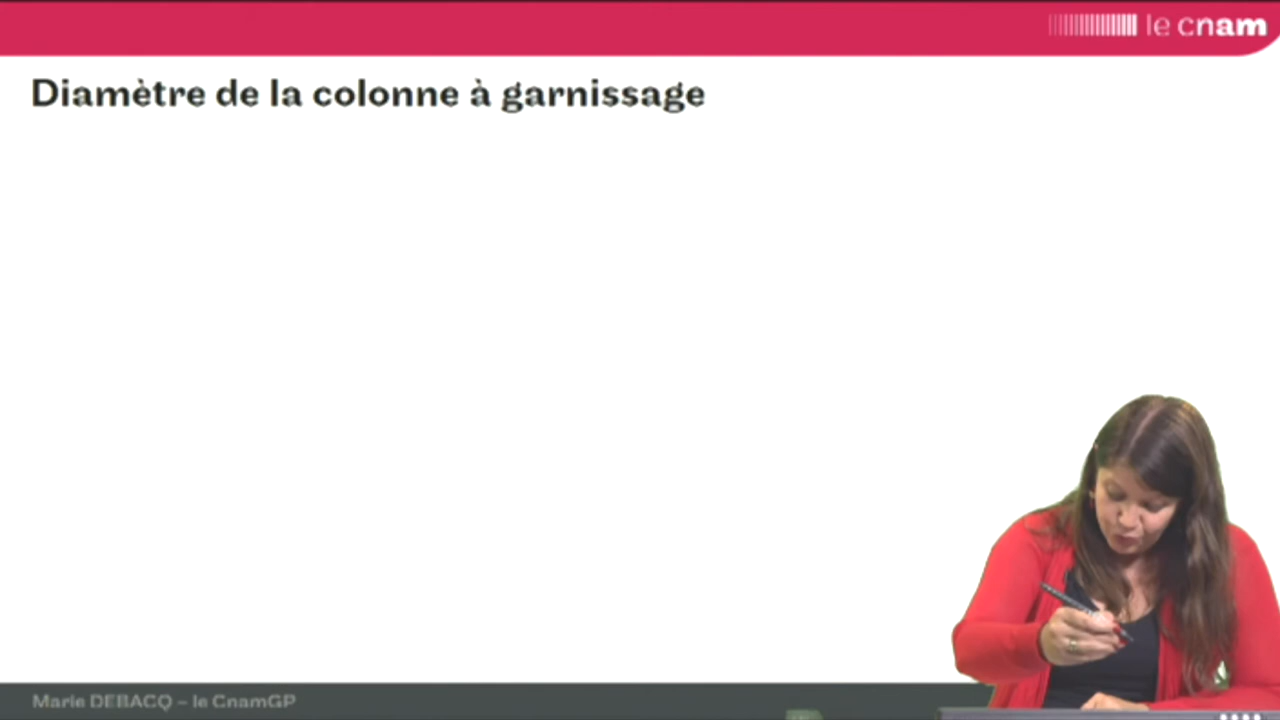 le cnam
Diamètre de la colonne à garnissage
Marie DEBACQ – le CnamGP